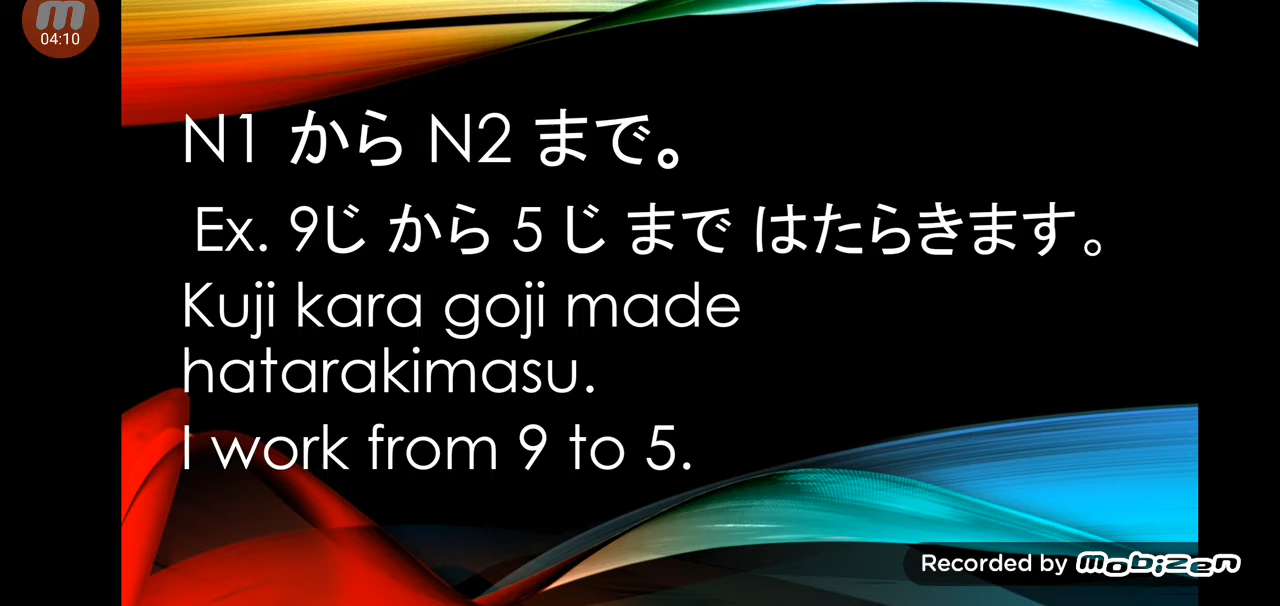 m
04:10
N1 から N2 まで。
Ex. 9じ から 5 じ まで はたらきます。
Kuji kara goji made
hatarakimasu.
I work from 9 to 5.
Recorded by mobizen